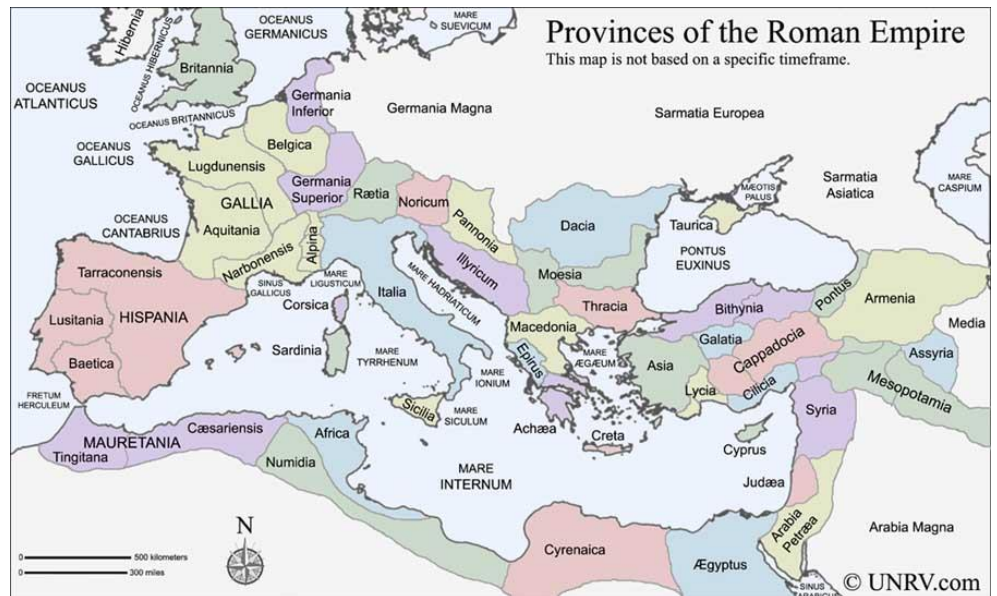 Provinces of the Roman Empire
This map is not based on a specific timeframe.
Hibernia
OCEANUS HIBERNICUS
Britannia
OCEANUS
GERMANICUS
MARE
SUEVICUM
OCEANUS
ATLANTICUS
OCEANUS BRITANNICUS
Germania
Inferior
Germania Magna
Sarmatia Europea
OCEANUS
GALLICUS
Belgica
Lugdunensis
Germania
Superior
Rætia
Noricum
Pannonia
Dacia
Taurica
MÆOTIS
PALUS
Sarmatia
Asiatica
MARE
CASPIUM
GALLIA
Aquitania
Alpina
Narbonensis
OCEANUS
CANTABRIUS
Illyricum
Moesia
PONTUS
EUXINUS
Tarraconensis
SINUS
GALLICUS
MARE
LIGUSTICUM
Italia
MARE HADRIATICUM
Thracia
Bithynia
Pontus
Armenia
Media
Corsica
Lusitania
HISPANIA
Macedonia
Galatia
Cappadocia
Assyria
Sardinia
MARE
TYRRHENUM
Epirus
MARE
ÆGÆUM
Asia
Mesopotamia
Baetica
MARE
IONIUM
Lycia
Cilicia
FRETUM
HERCULEUM
Sicilia
MARE
SICULUM
Achæa
Creta
Cyprus
Syria
MAURETANIA
Tingitana
Cæsariensis
Africa
Numidia
MARE
INTERNUM
Judæa
Arabia
Petræa
Arabia Magna
N
0
500 kilometers
0
300 miles
Cyrenaica
Ægyptus
SINUS
© UNRV.com